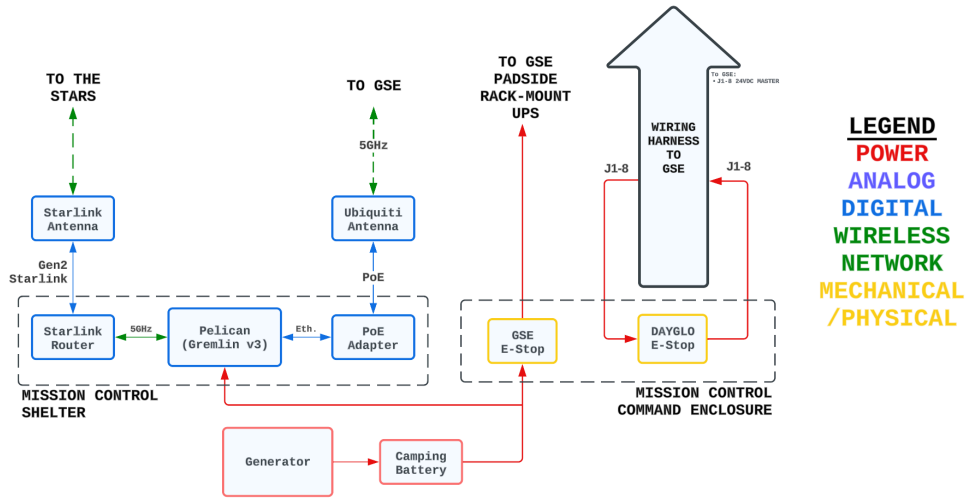 TO THE
STARS
TO GSE
TO GSE
PADSIDE
RACK-MOUNT
UPS
To GSE:
• J1-8 24VDC MASTER
WIRING
HARNESS
TO
GSE
J1-8
J1-8
5GHz
Starlink
Antenna
Ubiquiti
Antenna
Gen2
Starlink
PoE
Starlink
Router
5GHz
Pelican
(Gremlin v3)
Eth.
PoE
Adapter
GSE
E-Stop
DAYGLO
E-Stop
MISSION CONTROL
SHELTER
MISSION CONTROL
COMMAND ENCLOSURE
Generator
Camping
Battery
LEGEND
POWER
ANALOG
DIGITAL
WIRELESS
NETWORK
MECHANICAL
/PHYSICAL